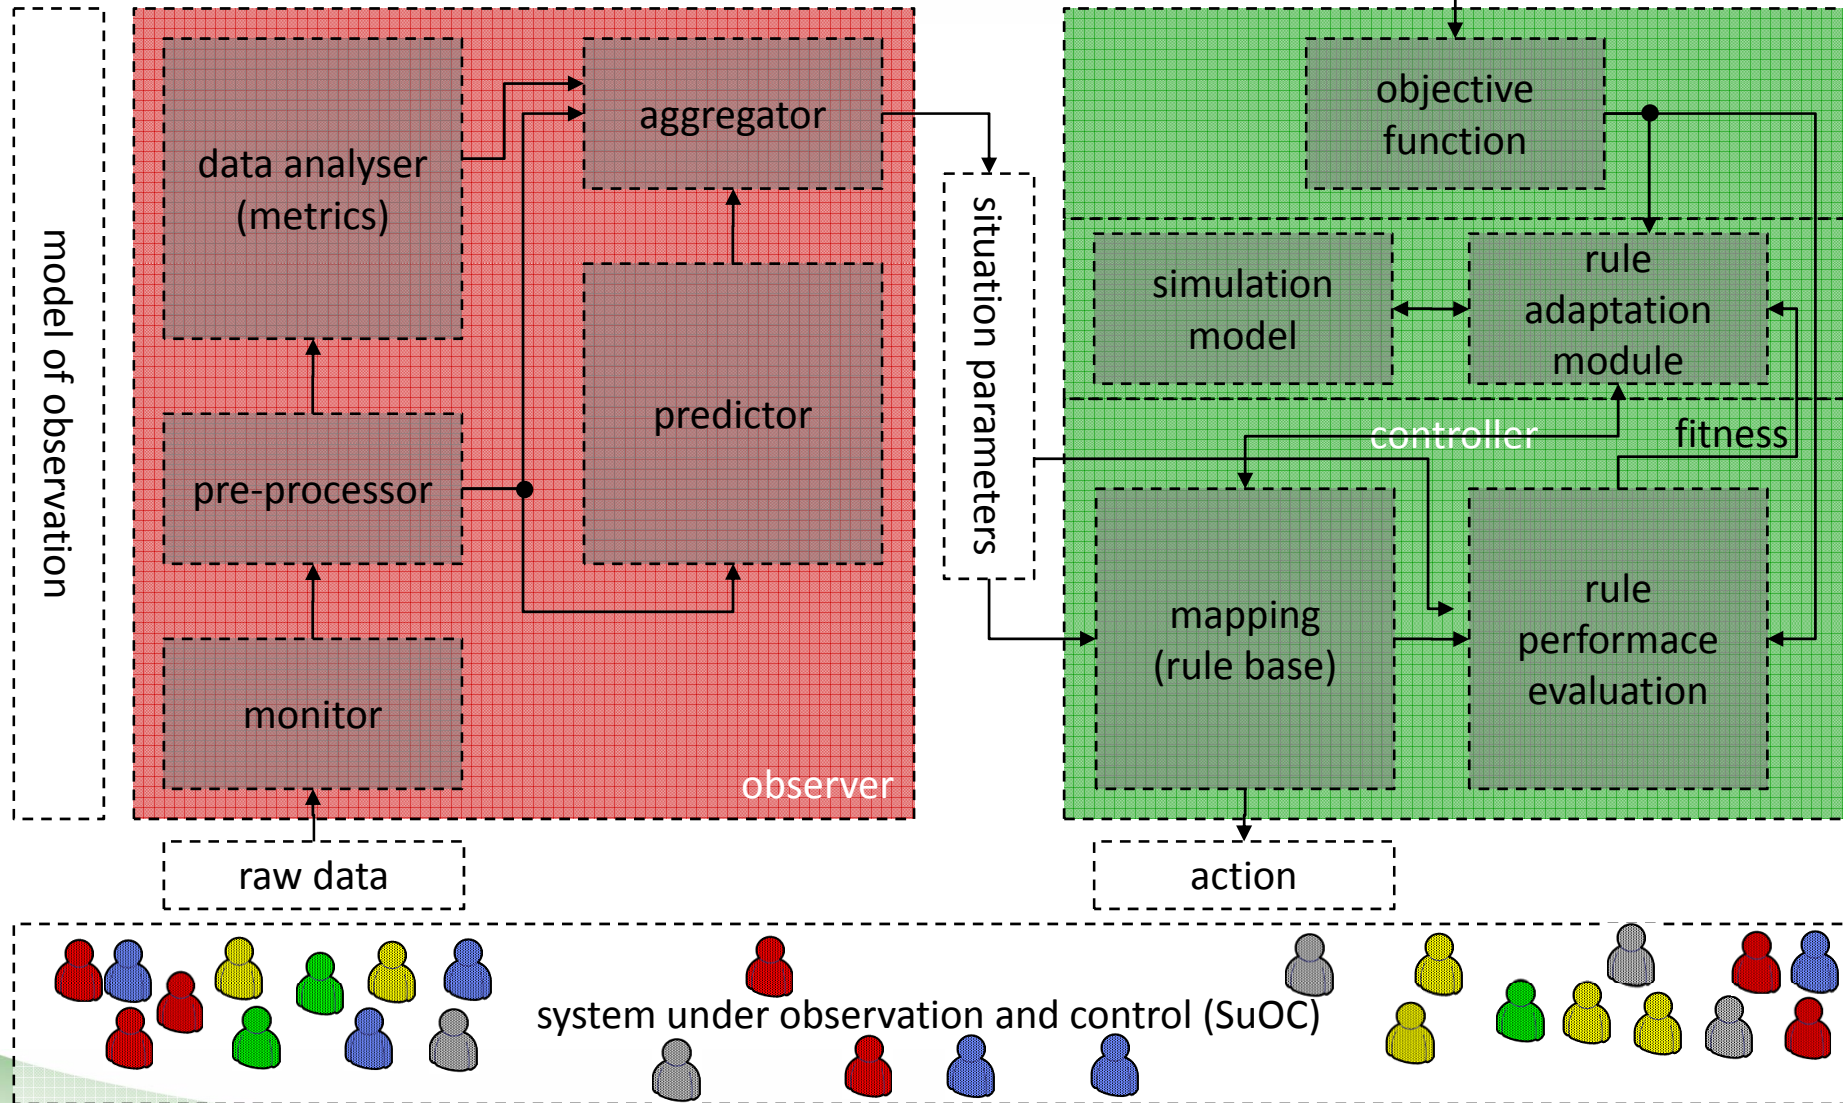 model of observation
data analyser
(metrics)
pre-processor
monitor
aggregator
predictor
observer
raw data
situation parameters
objective
function
simulation
model
rule
adaptation
module
controller
fitness
mapping
(rule base)
rule
performace
evaluation
action
system under observation and control (SuOC)